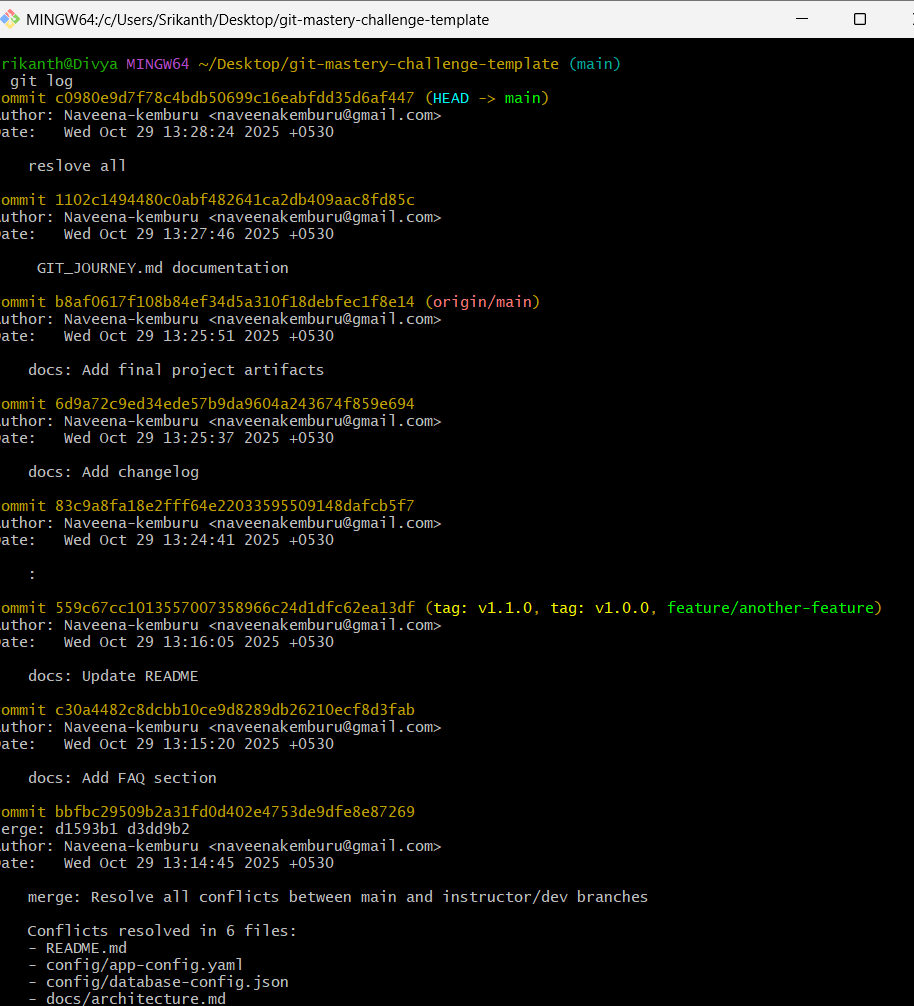 MINGW64:/c/Users/Srikanth/Desktop/git-mastery-challenge-template
rikanth@Divya MINGW64 ~/Desktop/git-mastery-challenge-template (main)
git log
ommit c0980e9d7f78c4bdb50699c16eabfdd35d6af447 (HEAD -> main)
uthor: Naveena-kemburu <naveenakemburu@gmail.com>
ate:   Wed Oct 29 13:28:24 2025 +0530
reslove all
ommit 1102c1494480c0abf482641ca2db409aac8fd85c
uthor: Naveena-kemburu <naveenakemburu@gmail.com>
ate:   Wed Oct 29 13:27:46 2025 +0530
GIT_JOURNEY.md documentation
ommit b8af0617f108b84ef34d5a310f18debfec1f8e14 (origin/main)
uthor: Naveena-kemburu <naveenakemburu@gmail.com>
ate:   Wed Oct 29 13:25:51 2025 +0530
docs: Add final project artifacts
ommit 6d9a72c9ed34ede57b9da9604a243674f859e694
uthor: Naveena-kemburu <naveenakemburu@gmail.com>
ate:   Wed Oct 29 13:25:37 2025 +0530
docs: Add changelog
ommit 83c9a8fa18e2fff64e22033595509148dafcb5f7
uthor: Naveena-kemburu <naveenakemburu@gmail.com>
ate:   Wed Oct 29 13:24:41 2025 +0530
:
ommit 559c67cc1013557007358966c24d1dfc62ea13df (tag: v1.1.0, tag: v1.0.0, feature/another-feature)
uthor: Naveena-kemburu <naveenakemburu@gmail.com>
ate:   Wed Oct 29 13:16:05 2025 +0530
docs: Update README
ommit c30a4482c8dcbb10ce9d8289db26210ecf8d3fab
uthor: Naveena-kemburu <naveenakemburu@gmail.com>
ate:   Wed Oct 29 13:15:20 2025 +0530
docs: Add FAQ section
ommit bbfbc29509b2a31fd0d402e4753de9dfe8e87269
erge: d1593b1 d3dd9b2
uthor: Naveena-kemburu <naveenakemburu@gmail.com>
ate:   Wed Oct 29 13:14:45 2025 +0530
merge: Resolve all conflicts between main and instructor/dev branches
Conflicts resolved in 6 files:
- README.md
- config/app-config.yaml
- config/database-config.json
- docs/architecture.md